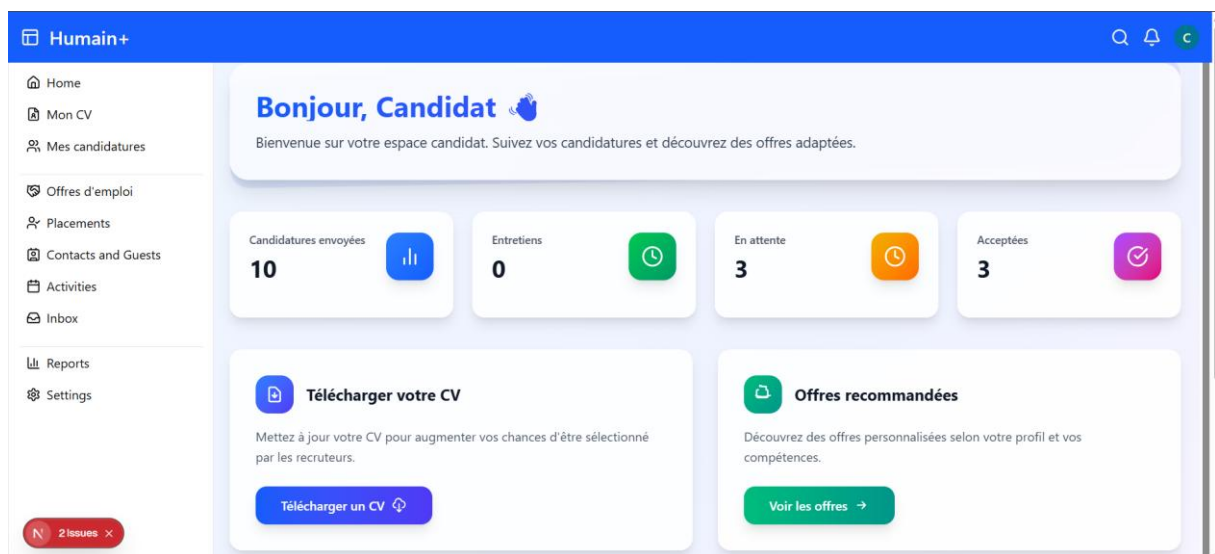 Humain+
C
Home
Mon CV
Mes candidatures
Offres d'emploi
Placements
Contacts and Guests
Activities
Inbox
Reports
Settings
N 2 Issues ×
Bonjour, Candidat 👋
Bienvenue sur votre espace candidat. Suivez vos candidatures et découvrez des offres adaptées.
Candidatures envoyées
10
Entretiens
0
En attente
3
Acceptées
3
Télécharger votre CV
Mettez à jour votre CV pour augmenter vos chances d'être sélectionné
par les recruteurs.
Télécharger un CV
Offres recommandées
Découvrez des offres personnalisées selon votre profil et vos
compétences.
Voir les offres →